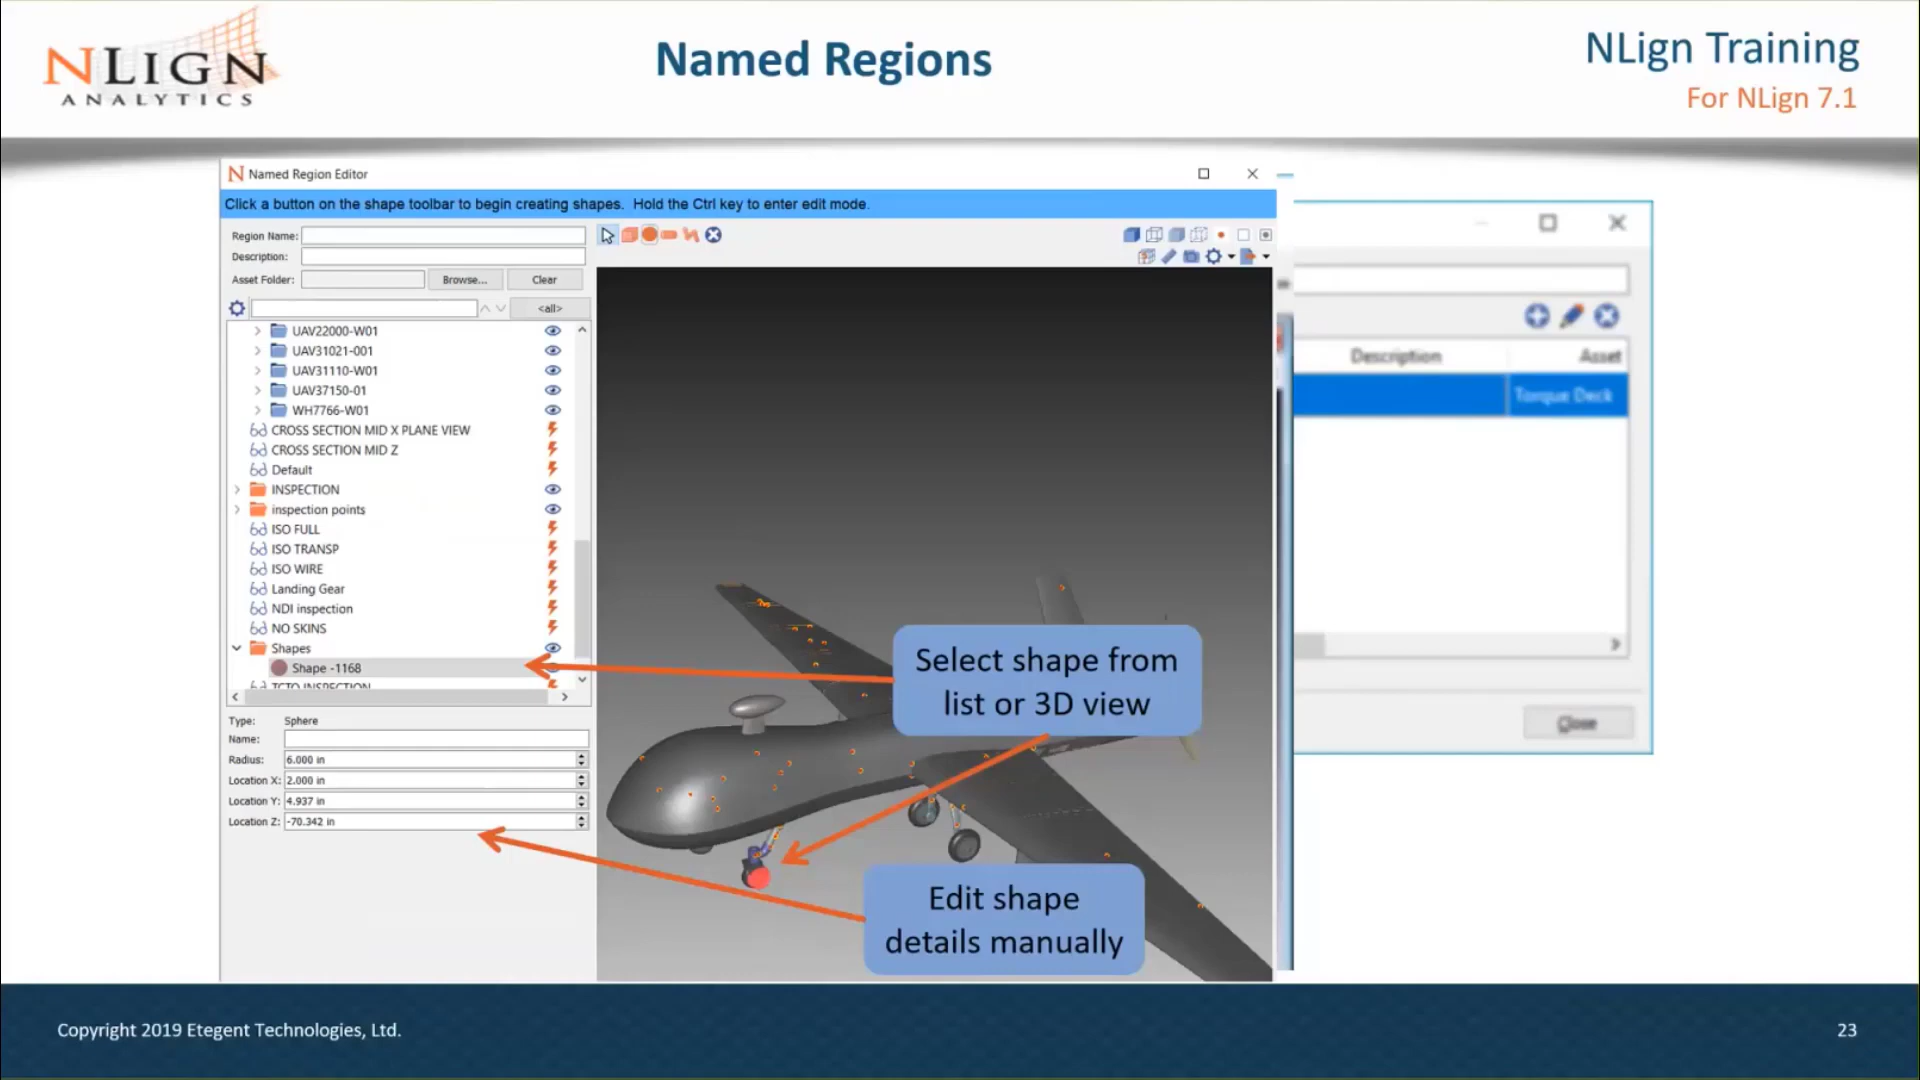 NLIGN
ANALYTICS
Named Regions
NLign Training
For NLign 7.1
N Named Region Editor
Click a button on the shape toolbar to begin creating shapes. Hold the Ctrl key to enter edit mode.
Region Name:
Description:
Asset Folder:
Browse...
Clear
<all>
UAV22000-W01
UAV31021-001
UAV31110-W01
UAV37150-01
WH7766-W01
CROSS SECTION MID X PLANE VIEW
CROSS SECTION MID Z
Default
INSPECTION
inspection points
ISO FULL
ISO TRANSP
ISO WIRE
Landing Gear
NDI inspection
NO SKINS
Shapes
Shape -1168
TCTO INSPECTION
Type: Sphere
Name:
Radius: 6.000 in
Location X: 2.000 in
Location Y: 4.937 in
Location Z: -70.342 in
Select shape from
list or 3D view
Edit shape
details manually
Description
Asset
Torque Deck
Close
Copyright 2019 Etegent Technologies, Ltd.
23